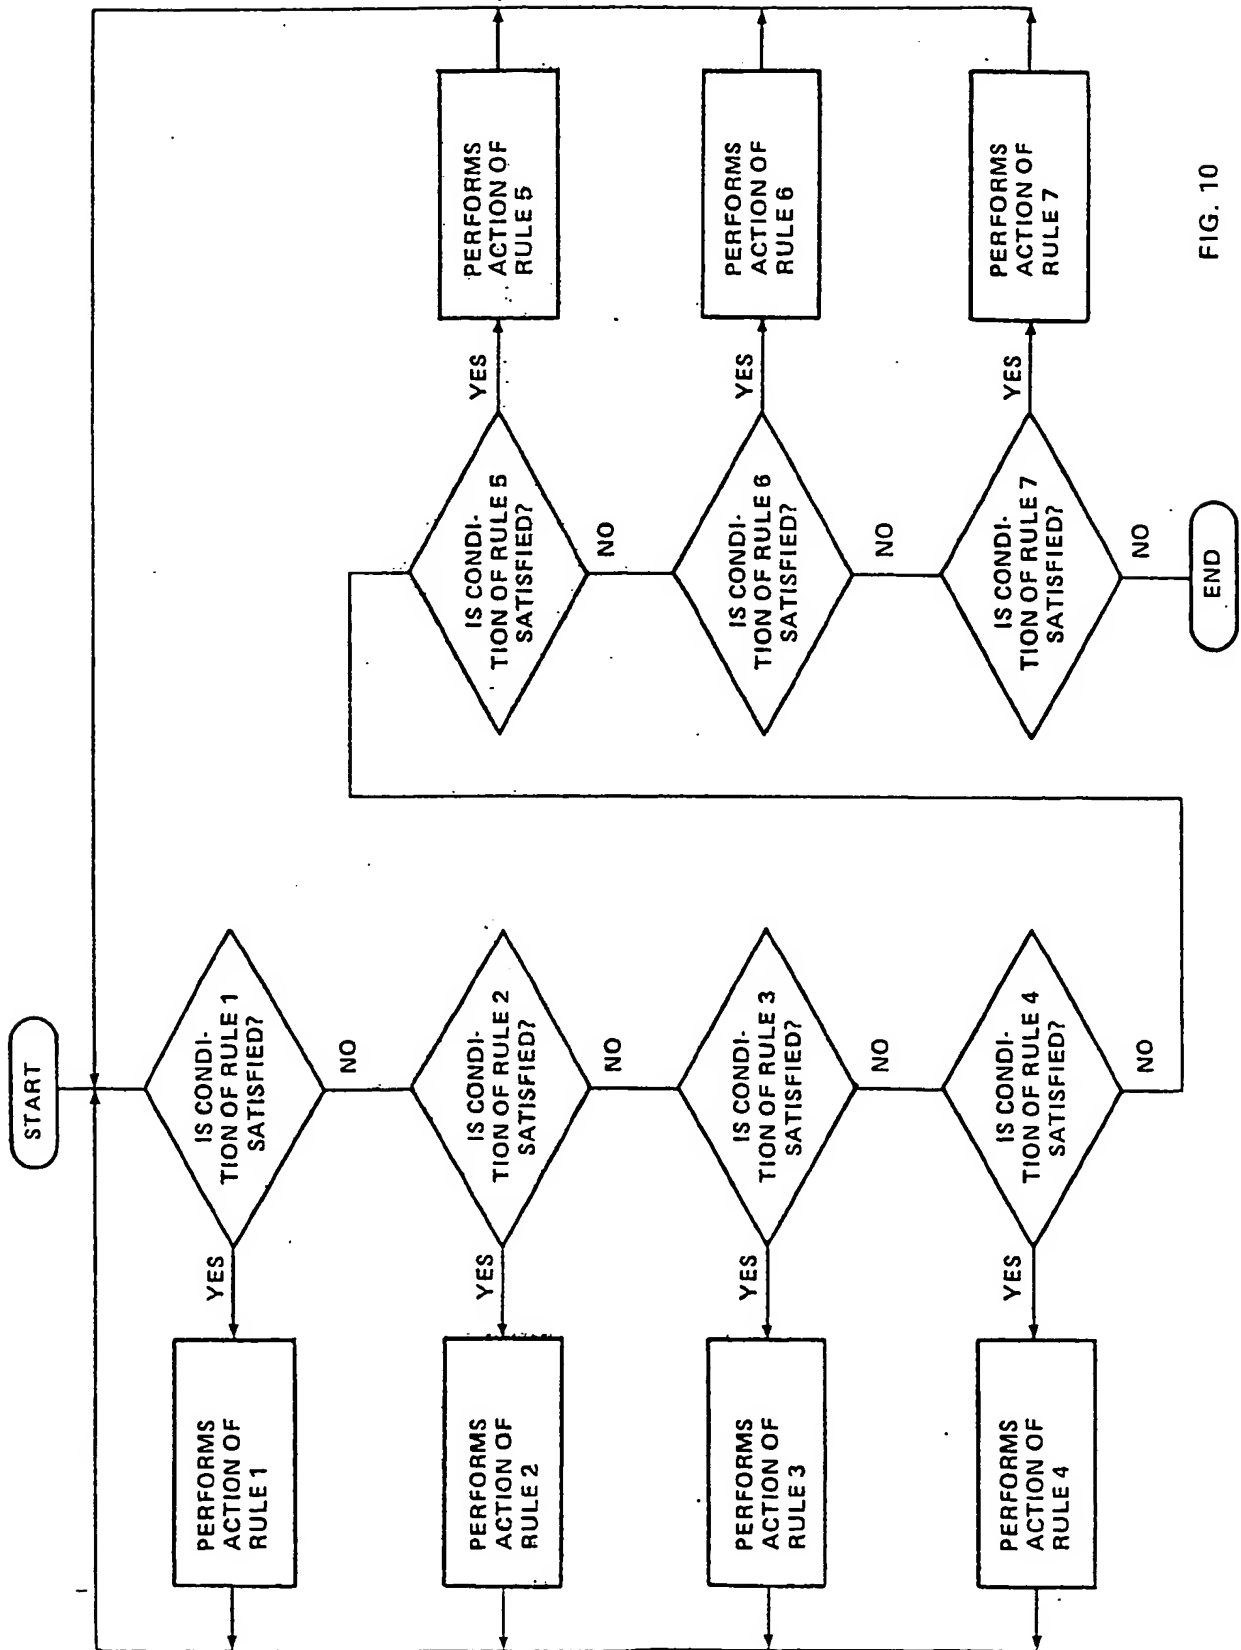 START
IS CONDI-
TION OF RULE 1
SATISFIED?
YES
NO
PERFORMS
ACTION OF
RULE 1
IS CONDI-
TION OF RULE 2
SATISFIED?
YES
NO
PERFORMS
ACTION OF
RULE 2
IS CONDI-
TION OF RULE 3
SATISFIED?
YES
NO
PERFORMS
ACTION OF
RULE 3
IS CONDI-
TION OF RULE 4
SATISFIED?
YES
NO
PERFORMS
ACTION OF
RULE 4
IS CONDI-
TION OF RULE 5
SATISFIED?
YES
NO
PERFORMS
ACTION OF
RULE 5
IS CONDI-
TION OF RULE 6
SATISFIED?
YES
NO
PERFORMS
ACTION OF
RULE 6
IS CONDI-
TION OF RULE 7
SATISFIED?
YES
NO
PERFORMS
ACTION OF
RULE 7
END
FIG. 10